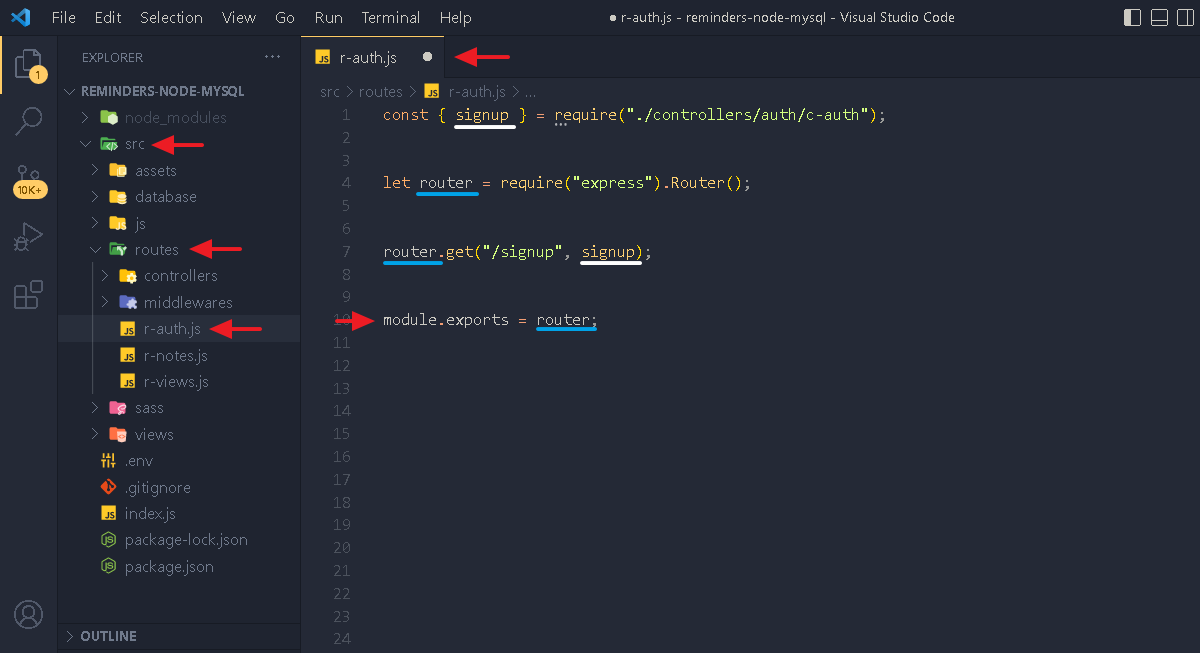 File Edit Selection View Go Run Terminal Help ● r-auth.js - reminders-node-mysql - Visual Studio Code
EXPLORER ...
JS r-auth.js ●
1
REMINDERS-NODE-MYSQL
src > routes > JS r-auth.js > ...
node_modules
src
assets
database
js
routes
controllers
middlewares
JS r-auth.js
JS r-notes.js
JS r-views.js
sass
views
.env
.gitignore
JS index.js
package-lock.json
package.json
OUTLINE
10K+
1 const { signup } = require("./controllers/auth/c-auth");
2
3
4 let router = require("express").Router();
5
6
7 router.get("/signup", signup);
8
9
10 module.exports = router;
11
12
13
14
15
16
17
18
19
20
21
22
23
24